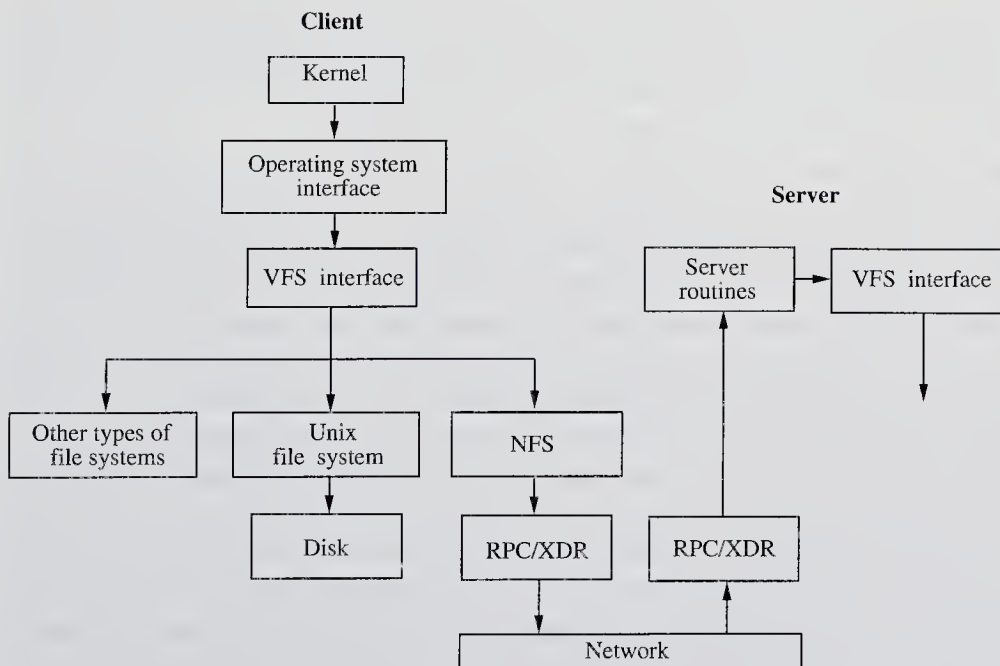 Client
Kernel
Operating system
interface
Server
VFS interface
Server
routines
VFS interface
Other types of
file systems
Unix
file system
NFS
Disk
RPC/XDR
RPC/XDR
Network